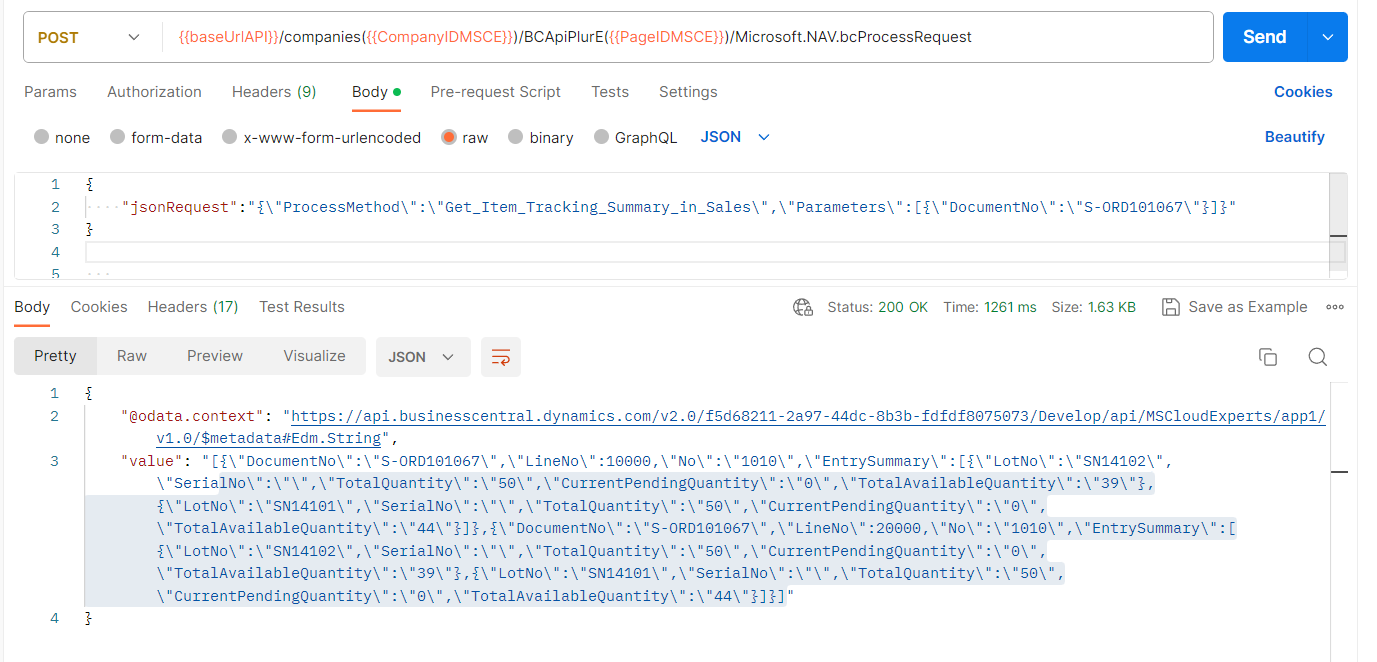 POST {{baseUrlAPI}}/companies({{CompanyIDMSCE}})/BCApiPlurE({{PageIDMSCE}})/Microsoft.NAV.bcProcessRequest Send
Params Authorization Headers (9) Body Pre-request Script Tests Settings Cookies
none form-data x-www-form-urlencoded raw binary GraphQL JSON Beautify
1 {
2 ····"jsonRequest":"{\"ProcessMethod\":\"Get_Item_Tracking_Summary_in_Sales\",\"Parameters\":[{\"DocumentNo\":\"S-ORD101067\"}]}"
3 }
4
5 ···
Body Cookies Headers (17) Test Results Status: 200 OK Time: 1261 ms Size: 1.63 KB Save as Example
Pretty Raw Preview Visualize JSON
1 {
2 "@odata.context": "https://api.businesscentral.dynamics.com/v2.0/f5d68211-2a97-44dc-8b3b-fdfdf8075073/Develop/api/MSCloudExperts/app1/
v1.0/$metadata#Edm.String",
3 "value": "[{\"DocumentNo\":\"S-ORD101067\",\"LineNo\":10000,\"No\":\"1010\",\"EntrySummary\":[{\"LotNo\":\"SN14102\",
\"SerialNo\":\"\",\"TotalQuantity\":\"50\",\"CurrentPendingQuantity\":\"0\",\"TotalAvailableQuantity\":\"39\"},
{\"LotNo\":\"SN14101\",\"SerialNo\":\"\",\"TotalQuantity\":\"50\",\"CurrentPendingQuantity\":\"0\",
\"TotalAvailableQuantity\":\"44\"}]},{\"DocumentNo\":\"S-ORD101067\",\"LineNo\":20000,\"No\":\"1010\",\"EntrySummary\":[
{\"LotNo\":\"SN14102\",\"SerialNo\":\"\",\"TotalQuantity\":\"50\",\"CurrentPendingQuantity\":\"0\",
\"TotalAvailableQuantity\":\"39\"},{\"LotNo\":\"SN14101\",\"SerialNo\":\"\",\"TotalQuantity\":\"50\",
\"CurrentPendingQuantity\":\"0\",\"TotalAvailableQuantity\":\"44\"}]}]"
4 }